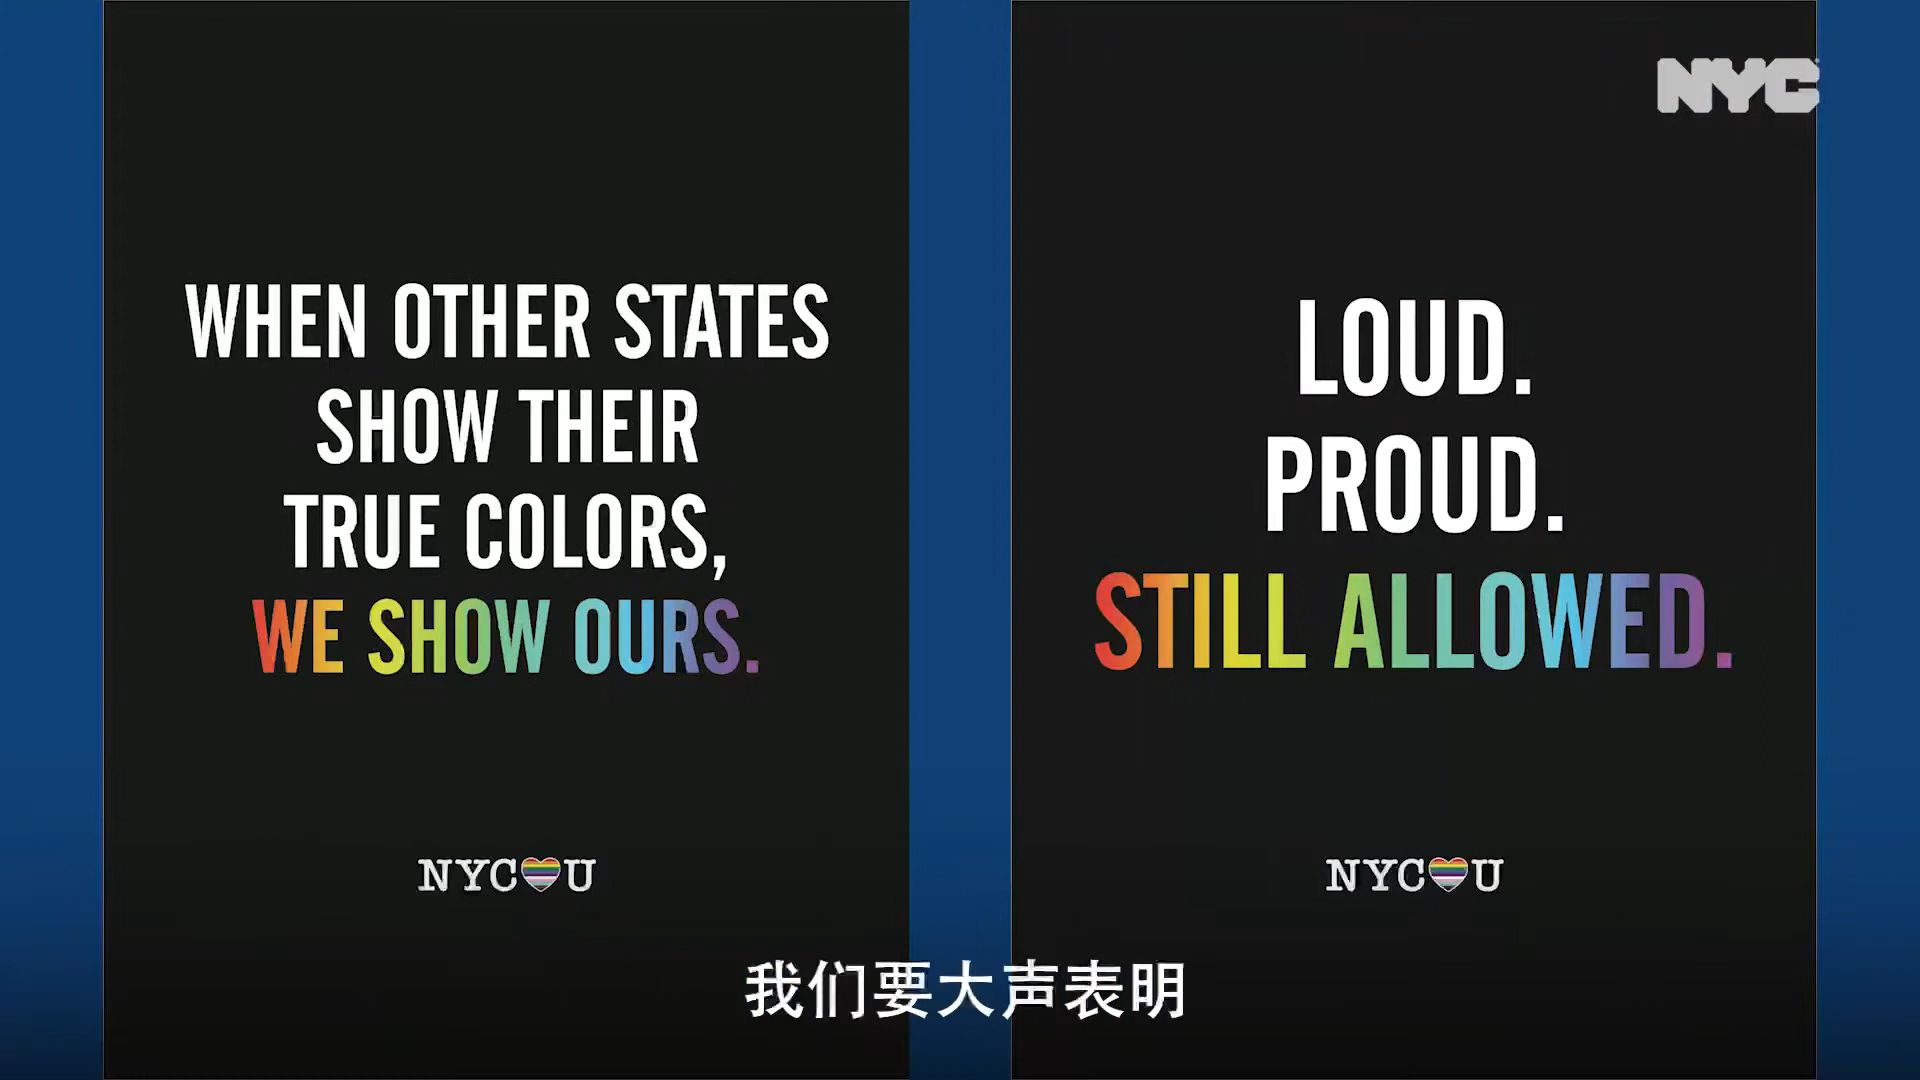 NYC
WHEN OTHER STATES
SHOW THEIR
TRUE COLORS,
WE SHOW OURS.
NYC U
LOUD.
PROUD.
STILL ALLOWED.
NYC U
我们要大声表明